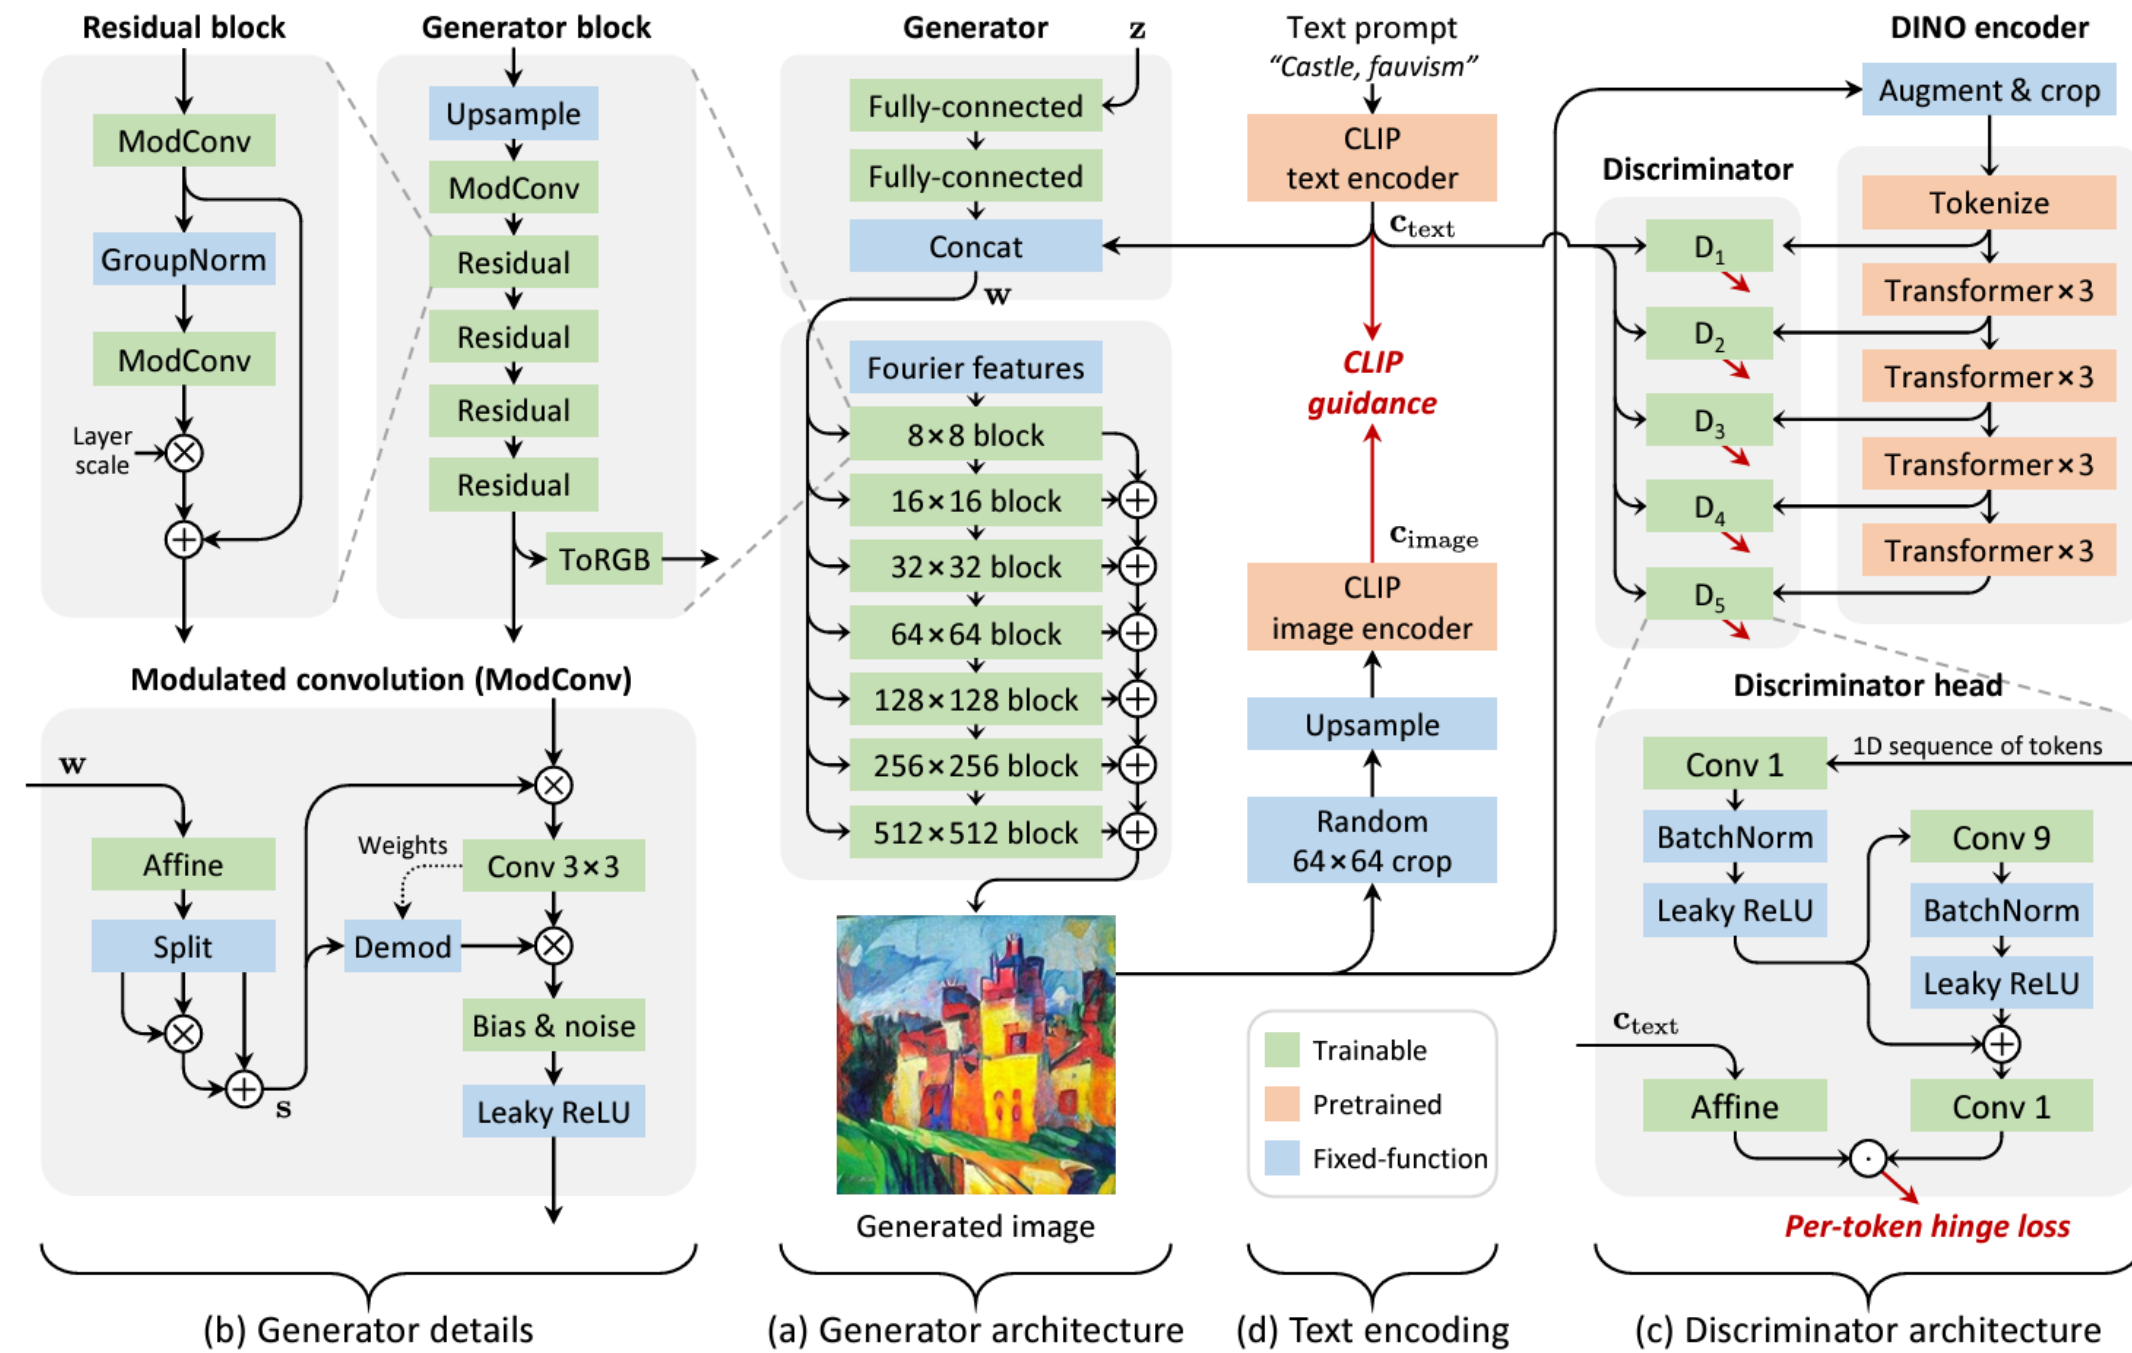 Residual block
ModConv
GroupNorm
ModConv
Layer
scale
Generator block
Upsample
ModConv
Residual
Residual
Residual
Residual
ToRGB
Modulated convolution (ModConv)
w
Affine
Split
s
Weights
Demod
Conv 3×3
Bias & noise
Leaky ReLU
(b) Generator details
Generator
z
Fully-connected
Fully-connected
Concat
w
Fourier features
8×8 block
16×16 block
32×32 block
64×64 block
128×128 block
256×256 block
512×512 block
Generated image
(a) Generator architecture
Text prompt
“Castle, fauvism”
CLIP
text encoder
c_text
CLIP
guidance
c_image
CLIP
image encoder
Upsample
Random
64×64 crop
Trainable
Pretrained
Fixed-function
(d) Text encoding
DINO encoder
Augment & crop
Tokenize
Transformer×3
Transformer×3
Transformer×3
Transformer×3
Discriminator
D1
D2
D3
D4
D5
Discriminator head
1D sequence of tokens
Conv 1
BatchNorm
Leaky ReLU
Conv 9
BatchNorm
Leaky ReLU
c_text
Affine
Conv 1
Per-token hinge loss
(c) Discriminator architecture